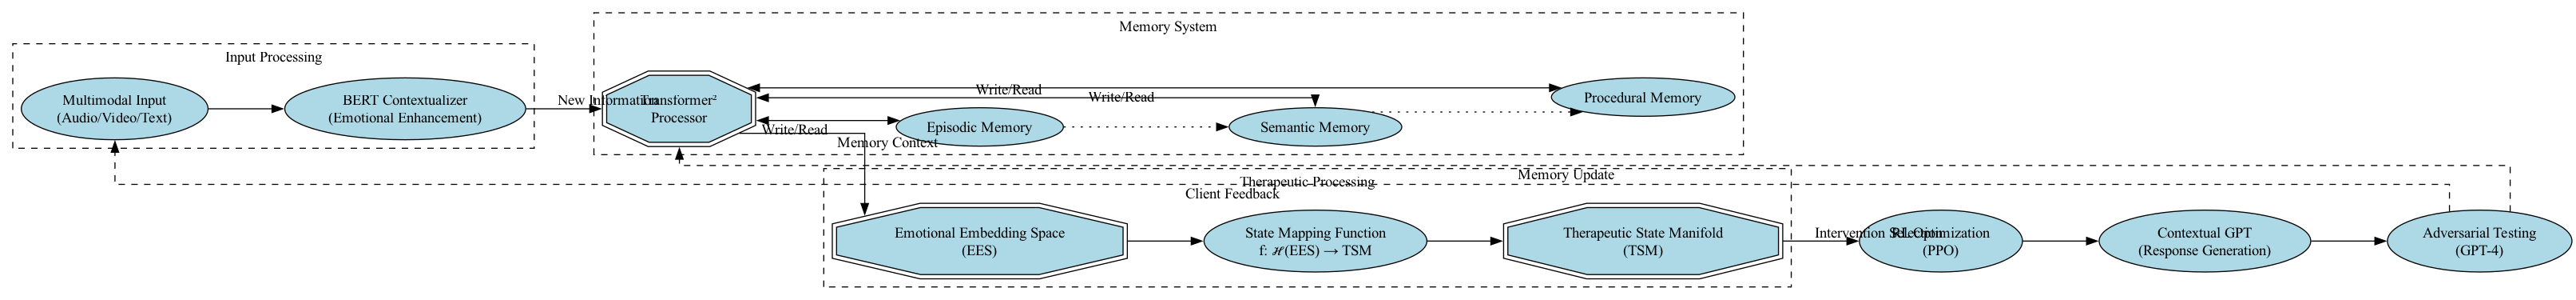 Memory System
Input Processing
Multimodal Input
(Audio/Video/Text)
BERT Contextualizer
(Emotional Enhancement)
New Information
Transformer²
Processor
Write/Read
Write/Read
Write/Read
Episodic Memory
Semantic Memory
Procedural Memory
Memory Context
Therapeutic Processing
Memory Update
Client Feedback
Emotional Embedding Space
(EES)
State Mapping Function
f: ℋ(EES) → TSM
Therapeutic State Manifold
(TSM)
Intervention Selection
RL Optimization
(PPO)
Contextual GPT
(Response Generation)
Adversarial Testing
(GPT-4)